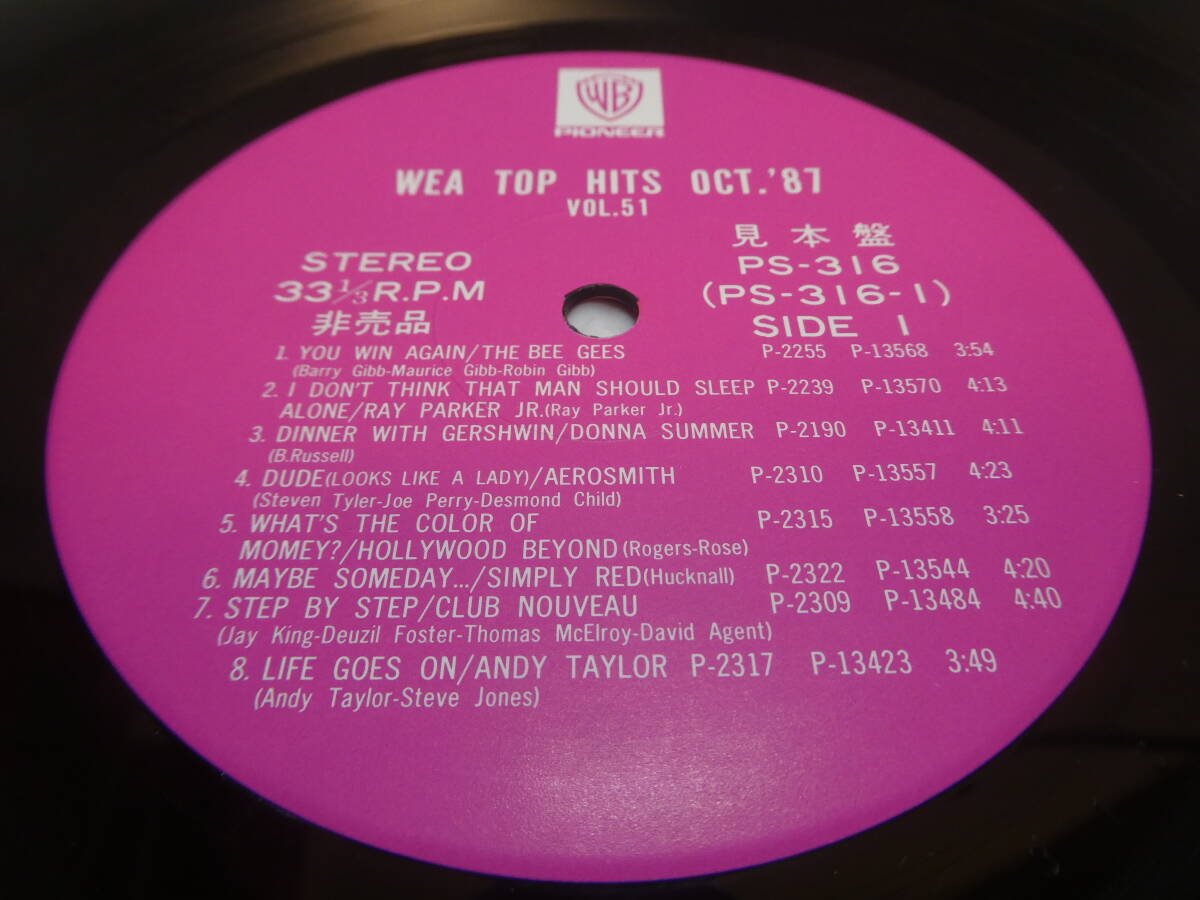 WB
PIONEER
WEA TOP HITS OCT.'87
VOL.51
STEREO
33⅓R.P.M
非売品
見本盤
PS-316
(PS-316-1)
SIDE 1
1. YOU WIN AGAIN/THE BEE GEES P-2255 P-13568 3:54
(Barry Gibb-Maurice Gibb-Robin Gibb)
2. I DON'T THINK THAT MAN SHOULD SLEEP P-2239 P-13570 4:13
ALONE/RAY PARKER JR.(Ray Parker Jr.)
3. DINNER WITH GERSHWIN/DONNA SUMMER P-2190 P-13411 4:11
(B.Russell)
4. DUDE(LOOKS LIKE A LADY)/AEROSMITH P-2310 P-13557 4:23
(Steven Tyler-Joe Perry-Desmond Child)
5. WHAT'S THE COLOR OF P-2315 P-13558 3:25
MOMEY?/HOLLYWOOD BEYOND(Rogers-Rose)
6. MAYBE SOMEDAY.../SIMPLY RED(Hucknall) P-2322 P-13544 4:20
7. STEP BY STEP/CLUB NOUVEAU P-2309 P-13484 4:40
(Jay King-Deuzil Foster-Thomas McElroy-David Agent)
8. LIFE GOES ON/ANDY TAYLOR P-2317 P-13423 3:49
(Andy Taylor-Steve Jones)